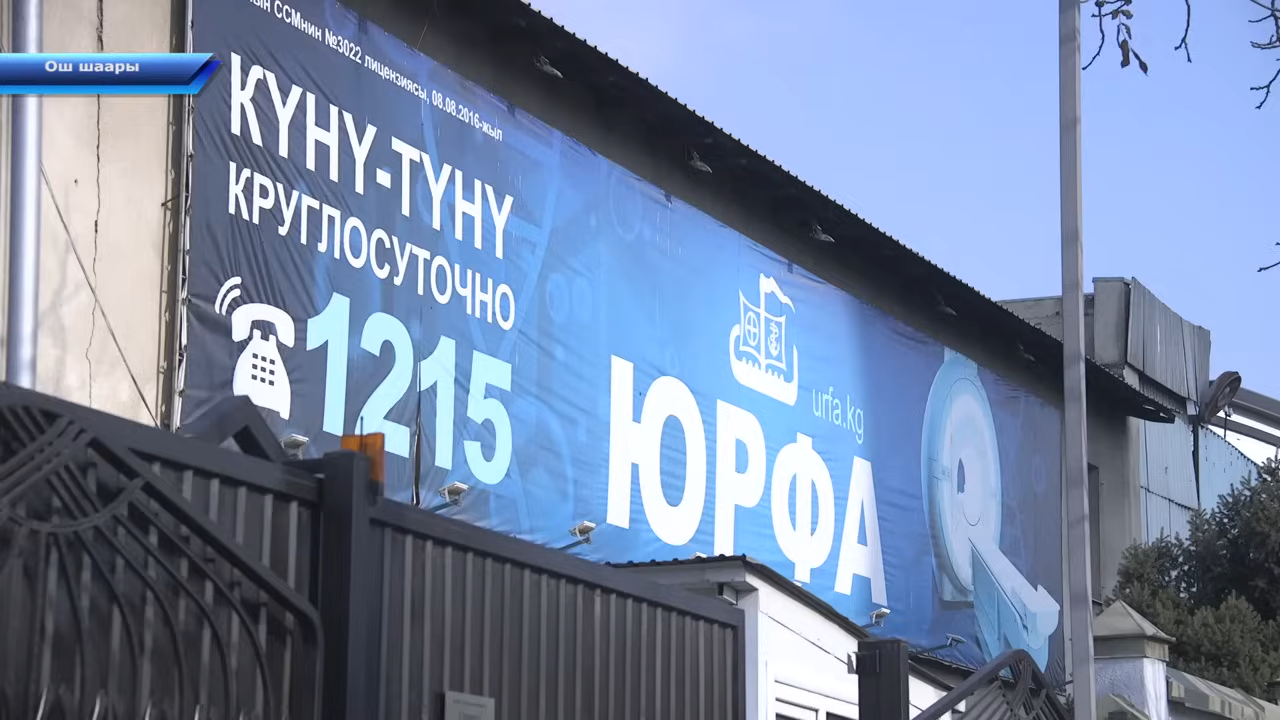 Ош шаары
ССМнин №3022 лицензиясы, 08.08.2016-жыл
КҮНҮ-ТҮНҮ
КРУГЛОСУТОЧНО
1215
urfa.kg
ЮРФА